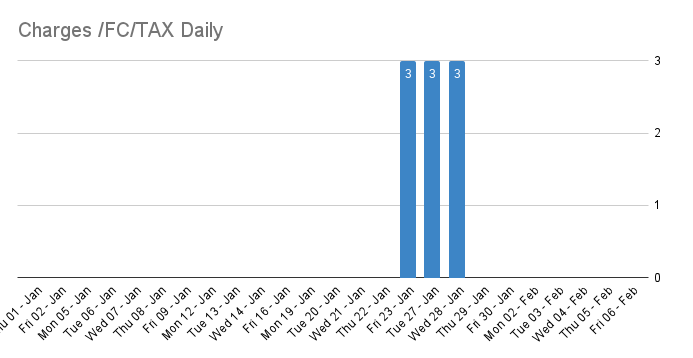 Charges /FC/TAX Daily
3
3 3 3
2
1
0
hu 01 - Jan
Fri 02 - Jan
Mon 05 - Jan
Tue 06 - Jan
Wed 07 - Jan
Thu 08 - Jan
Fri 09 - Jan
Mon 12 - Jan
Tue 13 - Jan
Wed 14 - Jan
Fri 16 - Jan
Mon 19 - Jan
Tue 20 - Jan
Wed 21 - Jan
Thu 22 - Jan
Fri 23 - Jan
Tue 27 - Jan
Wed 28 - Jan
Thu 29 - Jan
Fri 30 - Jan
Mon 02 - Feb
Tue 03 - Feb
Wed 04 - Feb
Thu 05 - Feb
Fri 06 - Feb